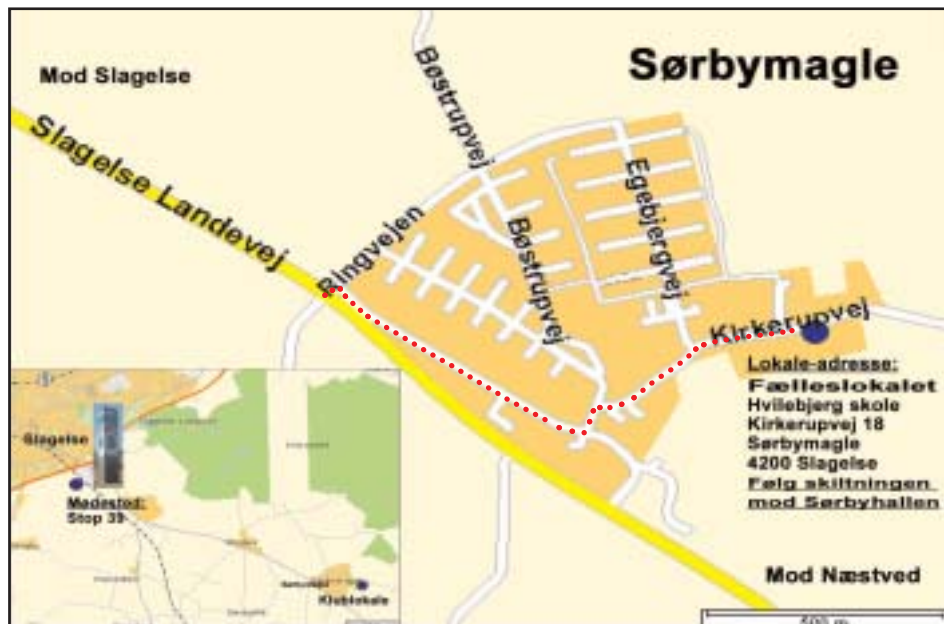 Sørbymagle
Mod Slagelse
Bøstrupvej
Slagelse Landevej
Ringvejen
Egebjergvej
Bøstrupvej
Kirkerupvej
Lokale-adresse:
Fælleslokalet
Hvilebjerg skole
Kirkerupvej 18
Sørbymagle
4200 Slagelse
Følg skiltningen
mod Sørbyhallen
Slagelse
Mødested:
Stop 39
Klublokale
Mod Næstved
500 m